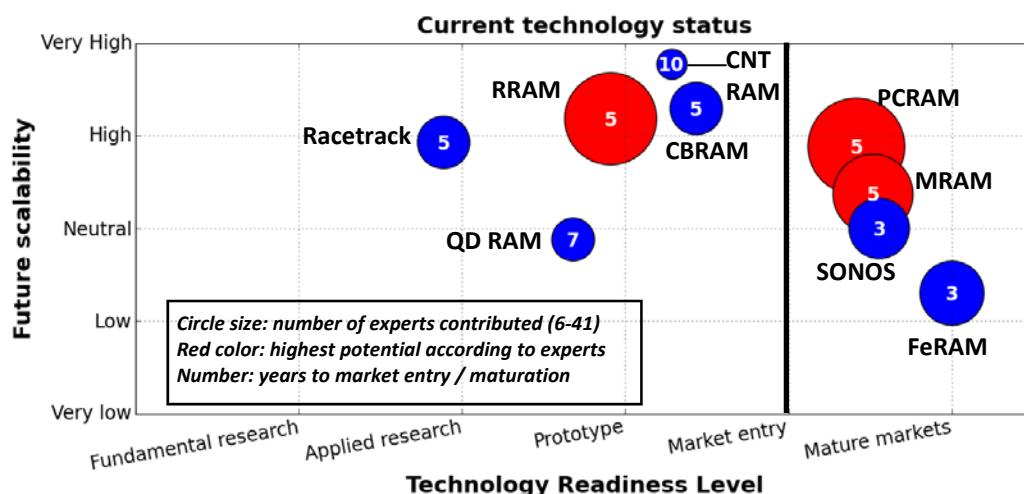 Current technology status
Very High
High
Neutral
Low
Very low
Future scalability
10
CNT
RAM
RRAM
5
5
CBRAM
Racetrack
5
QD RAM
7
PCRAM
5
MRAM
5
3
SONOS
3
FeRAM
Circle size: number of experts contributed (6-41)
Red color: highest potential according to experts
Number: years to market entry / maturation
Fundamental research
Applied research
Prototype
Market entry
Mature markets
Technology Readiness Level